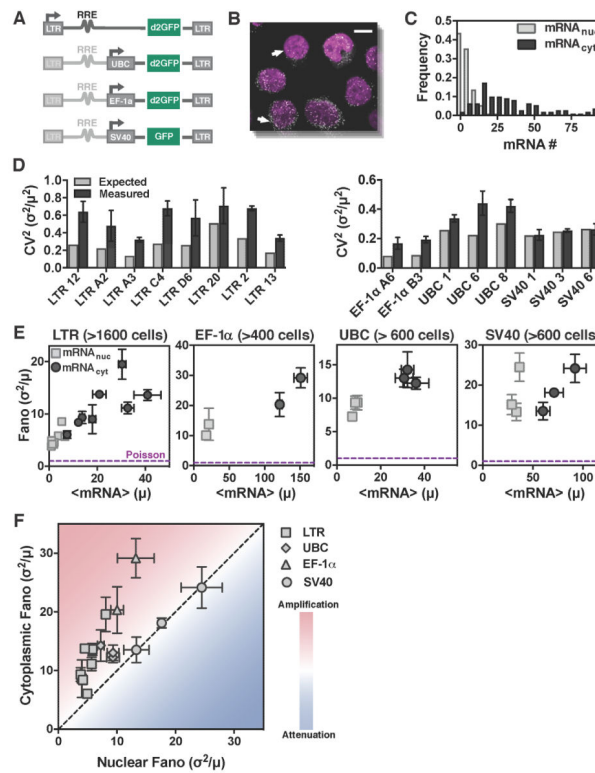 A
RRE
LTR
d2GFP
LTR
RRE
LTR
UBC
d2GFP
LTR
RRE
LTR
EF-1a
d2GFP
LTR
RRE
LTR
SV40
GFP
LTR
B
C
mRNAnuc
mRNAcyt
Frequency
0.5
0.4
0.3
0.2
0.1
0.0
0 25 50 75
mRNA #
D
Expected
Measured
CV² (σ²/μ²)
1.0
0.8
0.6
0.4
0.2
0.0
LTR 12
LTR A2
LTR A3
LTR C4
LTR D6
LTR 20
LTR 2
LTR 13
CV² (σ²/μ²)
0.6
0.4
0.2
0.0
EF-1α A6
EF-1α B3
UBC 1
UBC 6
UBC 8
SV40 1
SV40 3
SV40 6
E
LTR (>1600 cells)
mRNAnuc
mRNAcyt
Fano (σ²/μ)
20
10
0
Poisson
0 20 40
<mRNA> (μ)
EF-1α (>400 cells)
40
30
20
10
0
0 50 100 150
<mRNA> (μ)
UBC (> 600 cells)
20
15
10
5
0
0 20 40
<mRNA> (μ)
SV40 (>600 cells)
30
20
10
0
0 50 100
<mRNA> (μ)
F
LTR
UBC
EF-1α
SV40
Cytoplasmic Fano (σ²/μ)
30
20
10
0
0 10 20 30
Nuclear Fano (σ²/μ)
Amplification
Attenuation